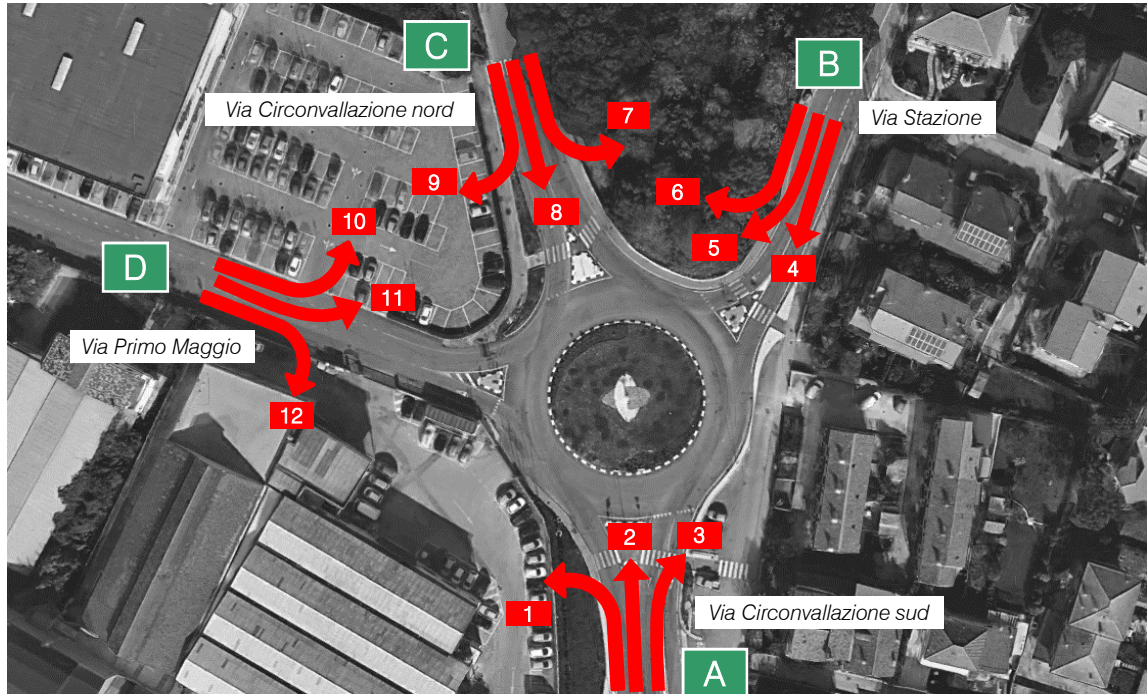 C
B
Via Circonvallazione nord
Via Stazione
7
9
6
8
10
5
4
D
11
Via Primo Maggio
12
2
3
1
Via Circonvallazione sud
A